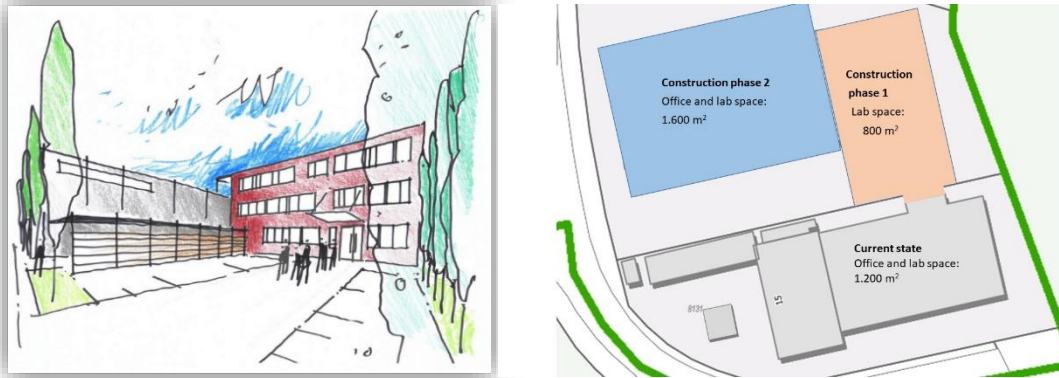 Construction phase 2
Office and lab space:
1.600 m²
Construction
phase 1
Lab space:
800 m²
Current state
Office and lab space:
1.200 m²
15
8131